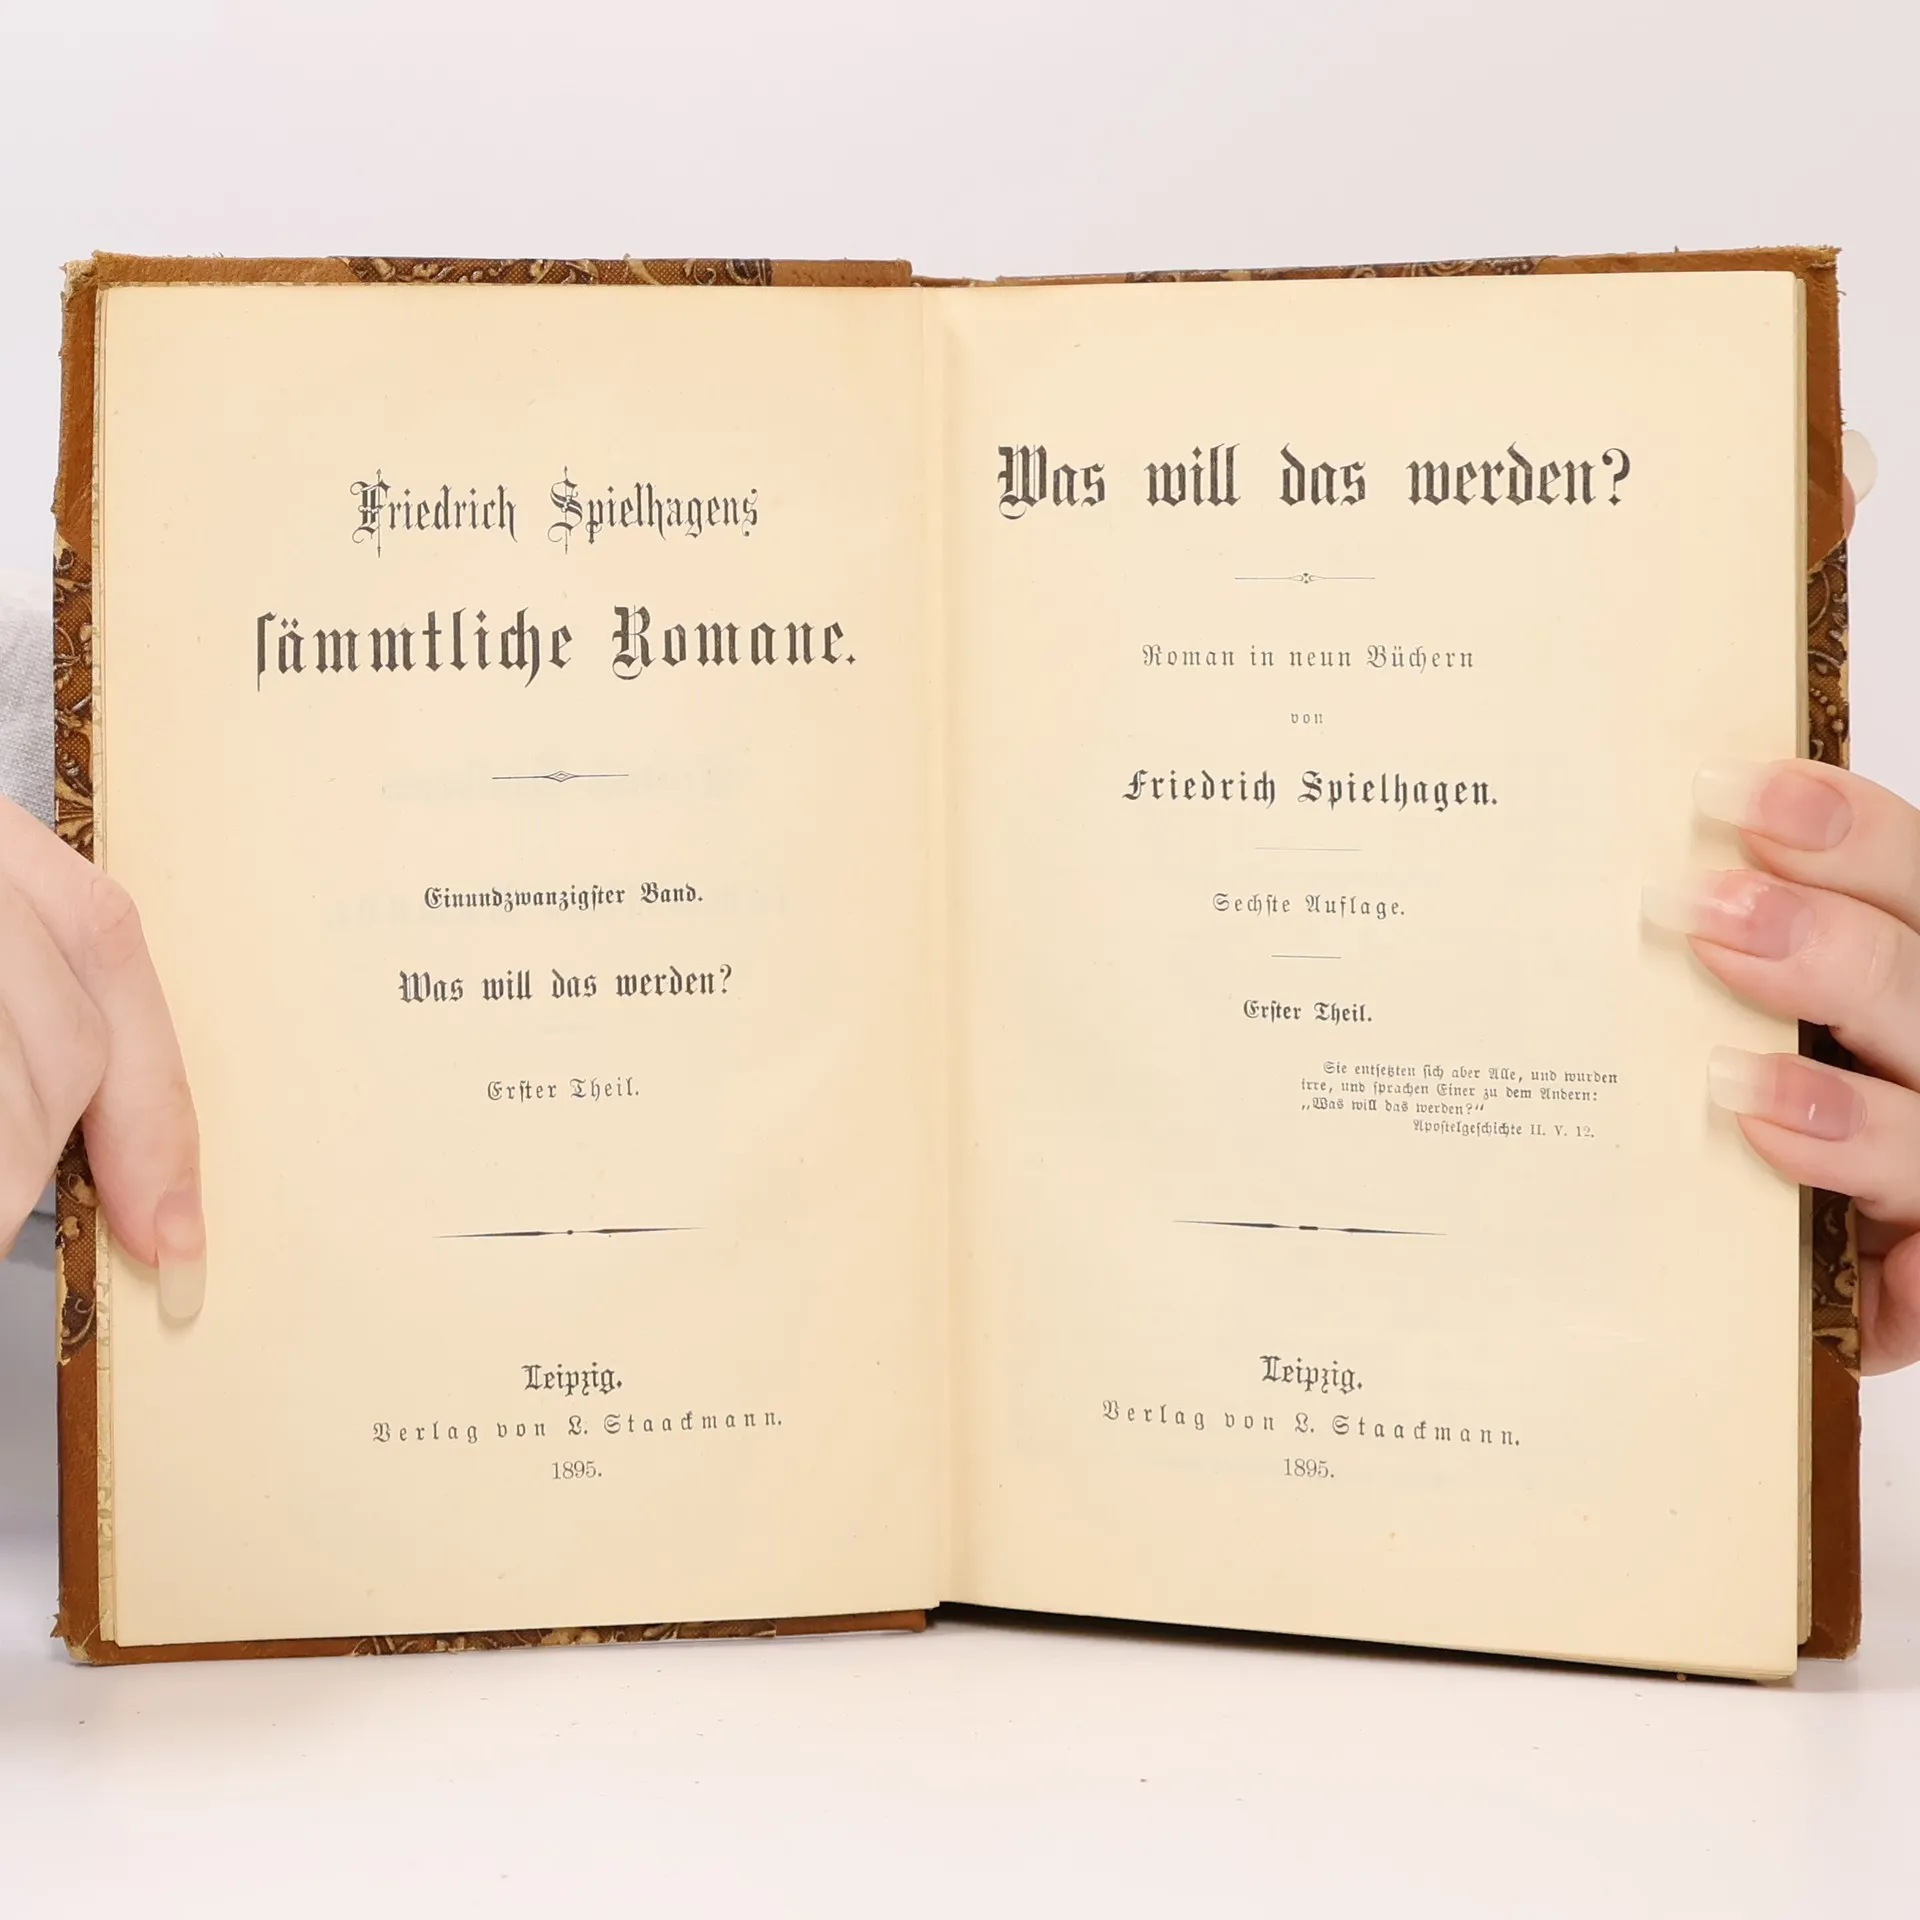 Friedrich Spielhagens
ſämmtliche Romane.
Einundzwanzigſter Band.
Was will das werden?
Erſter Theil.
Leipzig.
Verlag von L. Staackmann.
1895.
Was will das werden?
Roman in neun Büchern
von
Friedrich Spielhagen.
Sechſte Auflage.
Erſter Theil.
Sie entſetzten ſich aber Alle, und wurden
irre, und ſprachen Einer zu dem Andern:
„Was will das werden?“
Apoſtelgeſchichte II. V. 12.
Leipzig.
Verlag von L. Staackmann.
1895.